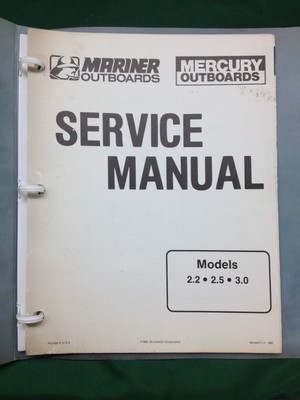 MARINER
OUTBOARDS
MERCURY
OUTBOARDS
SERVICE
MANUAL
Models
2.2 • 2.5 • 3.0